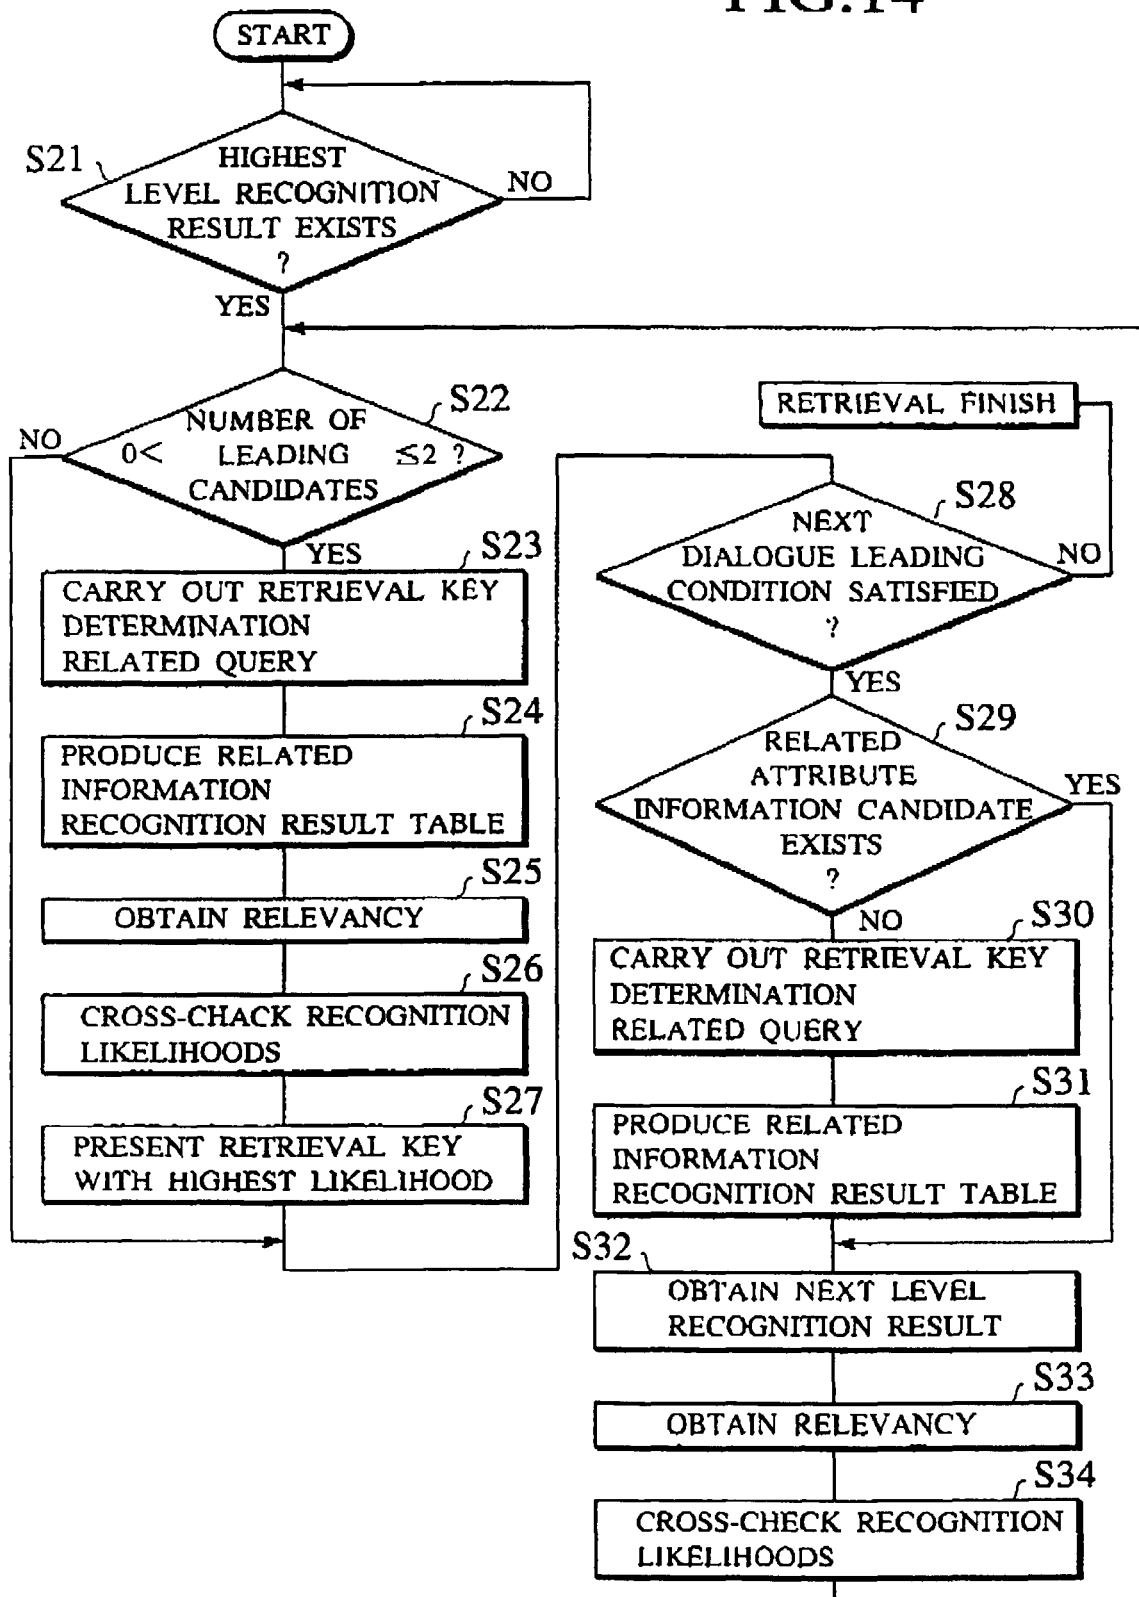 FIG.14
START
S21
HIGHEST
LEVEL RECOGNITION
RESULT EXISTS
?
NO
YES
S22
NUMBER OF
0< LEADING ≦2 ?
CANDIDATES
NO
YES
S23
CARRY OUT RETRIEVAL KEY
DETERMINATION
RELATED QUERY
S24
PRODUCE RELATED
INFORMATION
RECOGNITION RESULT TABLE
S25
OBTAIN RELEVANCY
S26
CROSS-CHACK RECOGNITION
LIKELIHOODS
S27
PRESENT RETRIEVAL KEY
WITH HIGHEST LIKELIHOOD
RETRIEVAL FINISH
S28
NEXT
DIALOGUE LEADING
CONDITION SATISFIED
?
NO
YES
S29
RELATED
ATTRIBUTE
INFORMATION CANDIDATE
EXISTS
?
YES
NO
S30
CARRY OUT RETRIEVAL KEY
DETERMINATION
RELATED QUERY
S31
PRODUCE RELATED
INFORMATION
RECOGNITION RESULT TABLE
S32
OBTAIN NEXT LEVEL
RECOGNITION RESULT
S33
OBTAIN RELEVANCY
S34
CROSS-CHECK RECOGNITION
LIKELIHOODS